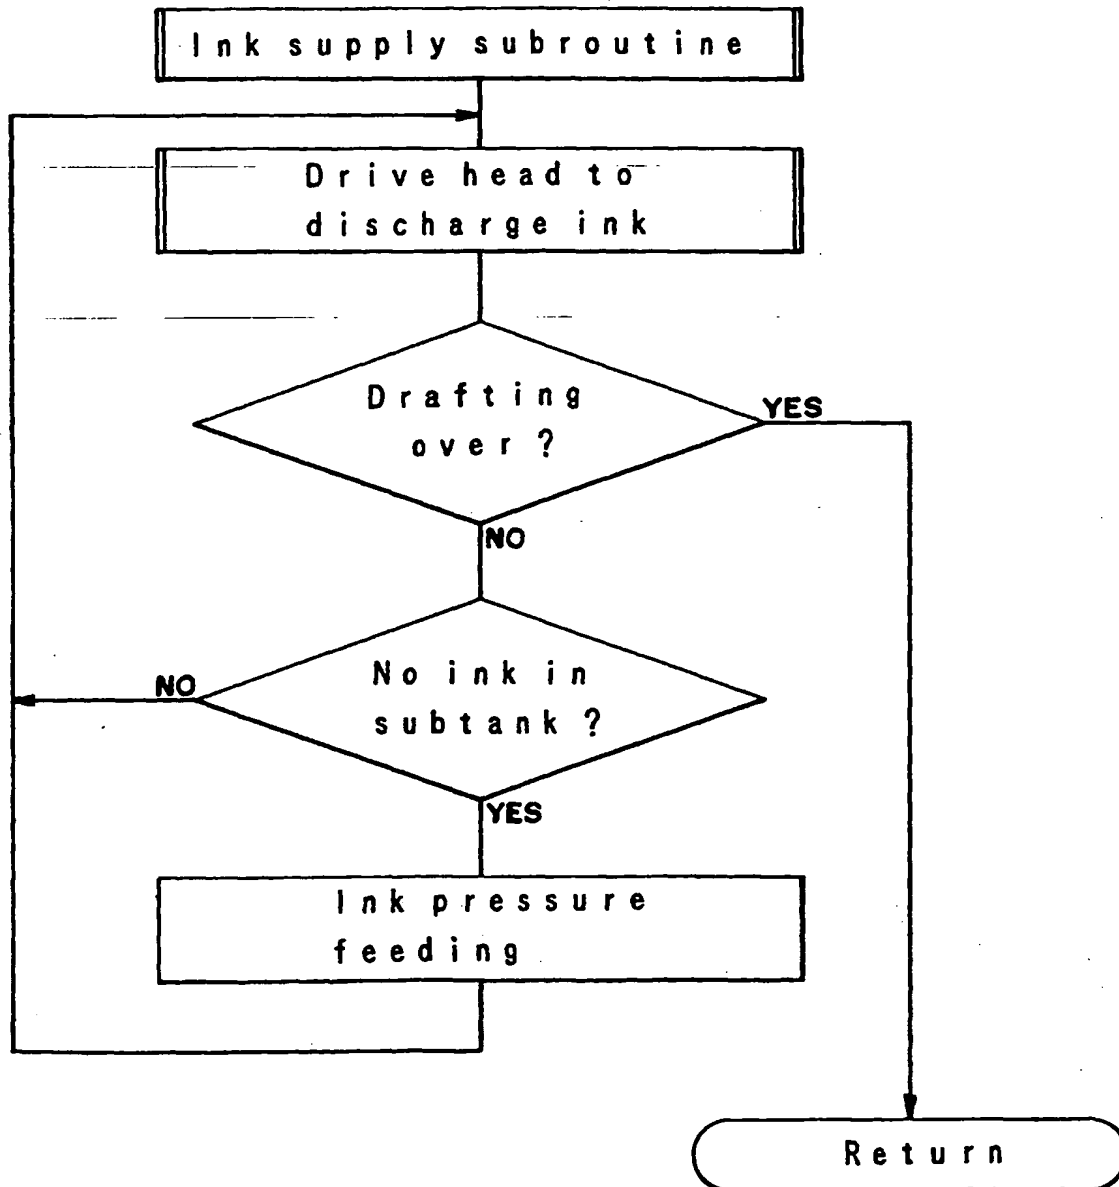 Ink supply subroutine
Drive head to
discharge ink
Drafting
over ?
YES
NO
No ink in
subtank ?
NO
YES
Ink pressure
feeding
Return